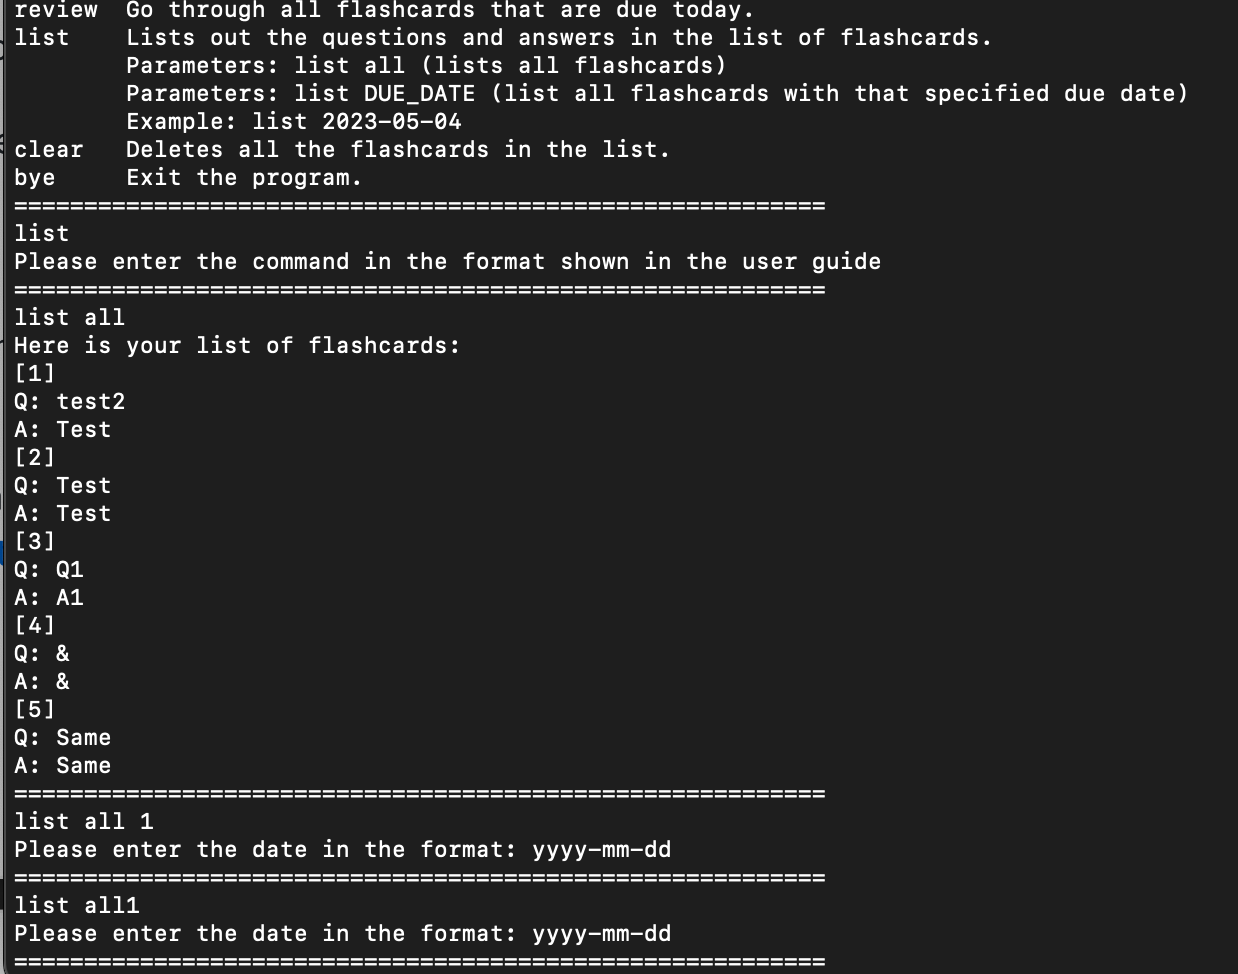 review  Go through all flashcards that are due today.
list    Lists out the questions and answers in the list of flashcards.
        Parameters: list all (lists all flashcards)
        Parameters: list DUE_DATE (list all flashcards with that specified due date)
        Example: list 2023-05-04
clear   Deletes all the flashcards in the list.
bye     Exit the program.
==========================================================
list
Please enter the command in the format shown in the user guide
==========================================================
list all
Here is your list of flashcards:
[1]
Q: test2
A: Test
[2]
Q: Test
A: Test
[3]
Q: Q1
A: A1
[4]
Q: &
A: &
[5]
Q: Same
A: Same
==========================================================
list all 1
Please enter the date in the format: yyyy-mm-dd
==========================================================
list all1
Please enter the date in the format: yyyy-mm-dd
==========================================================